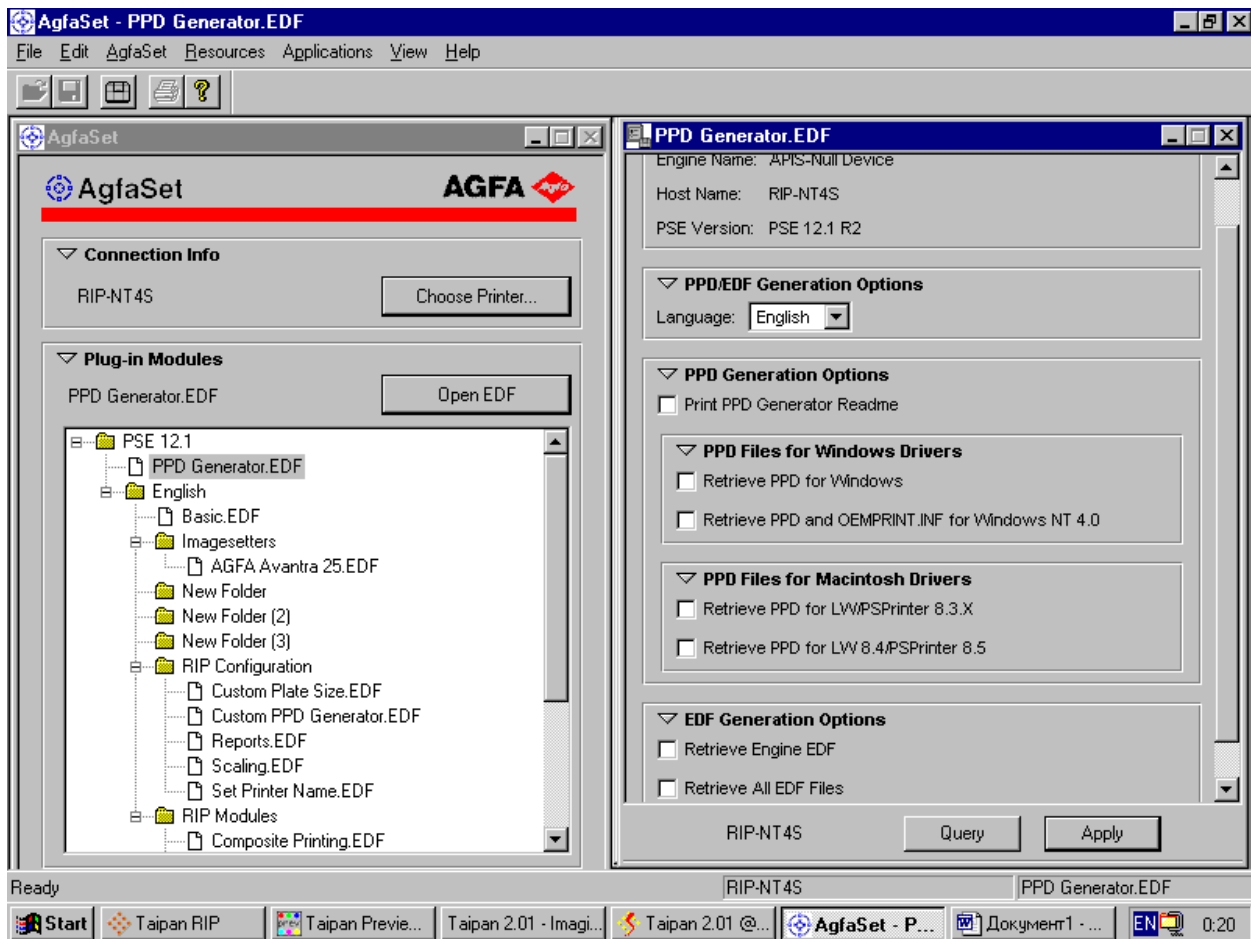 AgfaSet - PPD Generator.EDF
File Edit AgfaSet Resources Applications View Help
AgfaSet
AgfaSet AGFA
Connection Info
RIP-NT4S Choose Printer...
Plug-in Modules
PPD Generator.EDF Open EDF
PSE 12.1
PPD Generator.EDF
English
Basic.EDF
Imagesetters
AGFA Avantra 25.EDF
New Folder
New Folder (2)
New Folder (3)
RIP Configuration
Custom Plate Size.EDF
Custom PPD Generator.EDF
Reports.EDF
Scaling.EDF
Set Printer Name.EDF
RIP Modules
Composite Printing.EDF
PPD Generator.EDF
Engine Name: APIS-Null Device
Host Name: RIP-NT4S
PSE Version: PSE 12.1 R2
PPD/EDF Generation Options
Language: English
PPD Generation Options
Print PPD Generator Readme
PPD Files for Windows Drivers
Retrieve PPD for Windows
Retrieve PPD and OEMPRINT.INF for Windows NT 4.0
PPD Files for Macintosh Drivers
Retrieve PPD for LW/PSPrinter 8.3.X
Retrieve PPD for LW 8.4/PSPrinter 8.5
EDF Generation Options
Retrieve Engine EDF
Retrieve All EDF Files
RIP-NT4S Query Apply
Ready RIP-NT4S PPD Generator.EDF
Start Taipan RIP Taipan Previe... Taipan 2.01 - Imagi... Taipan 2.01 @... AgfaSet - P... Документ1 - ... EN 0:20